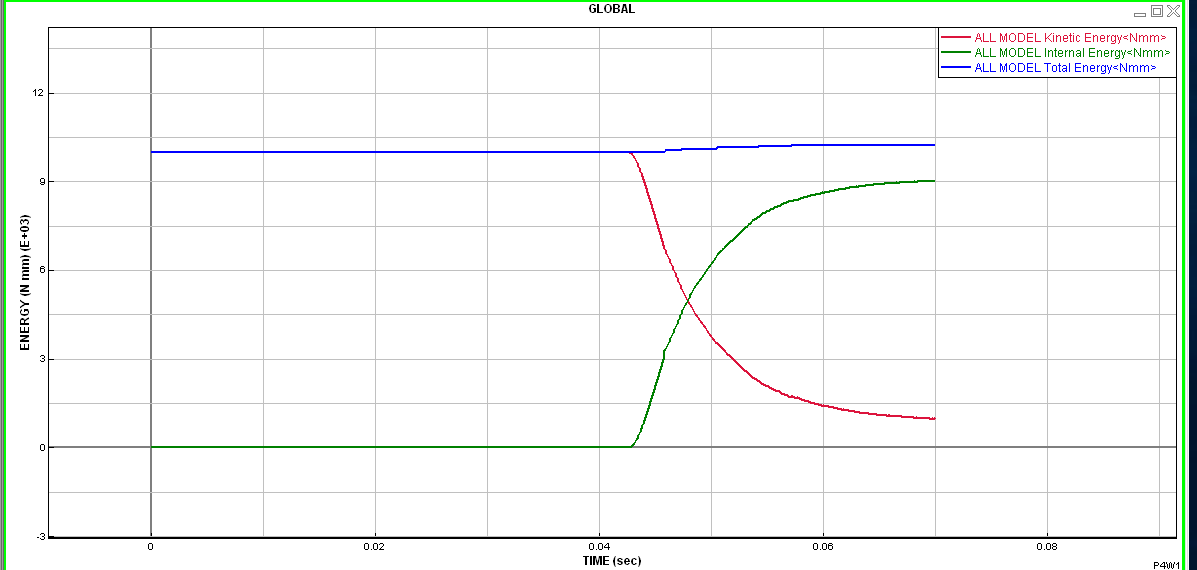 GLOBAL
ALL MODEL Kinetic Energy<Nmm>
ALL MODEL Internal Energy<Nmm>
ALL MODEL Total Energy<Nmm>
12
9
6
3
0
-3
ENERGY (N mm) (E+03)
0
0.02
0.04
0.06
0.08
TIME (sec)
P4W1